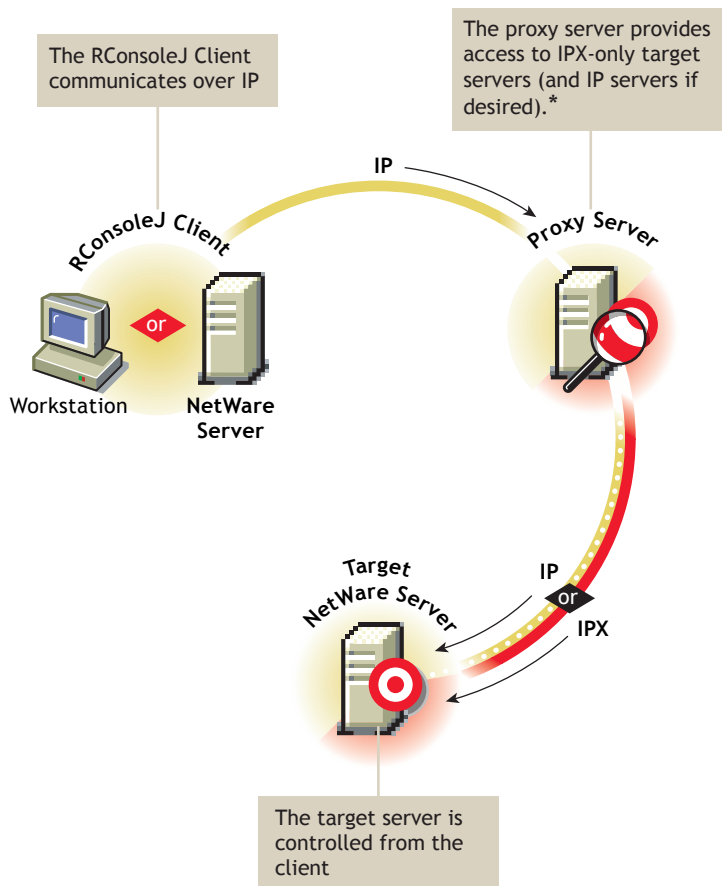 The RConsoleJ Client
communicates over IP
The proxy server provides
access to IPX-only target
servers (and IP servers if
desired).*
IP
RConsoleJ Client
Proxy Server
or
Workstation
NetWare
Server
Target
NetWare Server
IP
or
IPX
The target server is
controlled from the
client